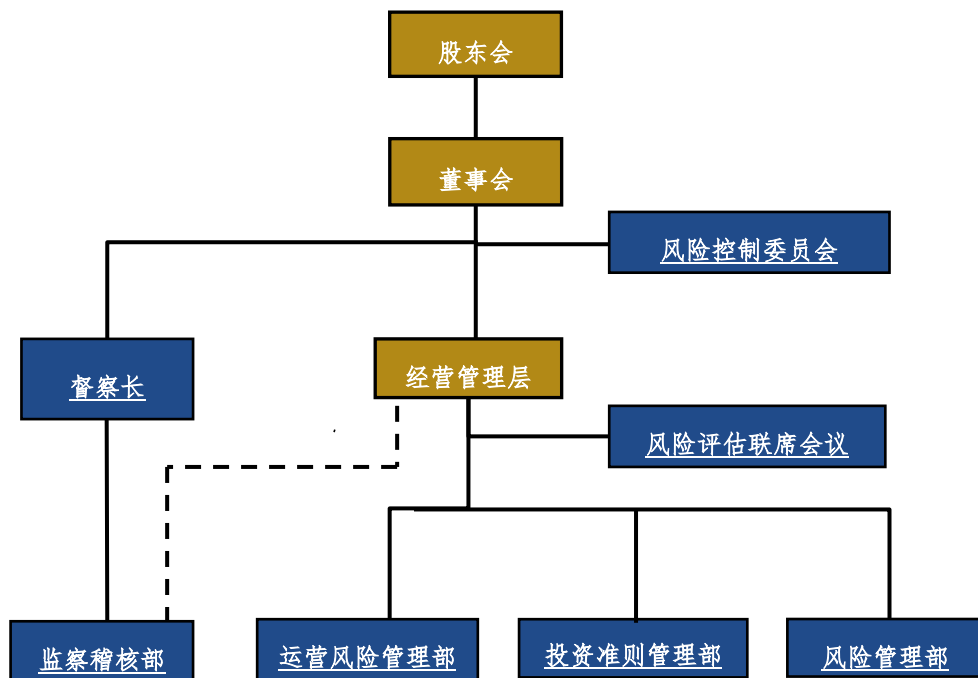 股东会
董事会
风险控制委员会
督察长
经营管理层
风险评估联席会议
监察稽核部
运营风险管理部
投资准则管理部
风险管理部